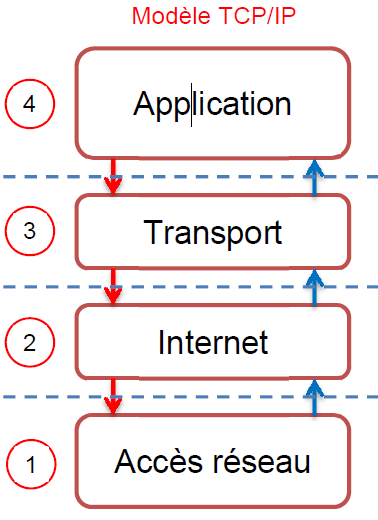 Modèle TCP/IP
4
Application
3
Transport
2
Internet
1
Accès réseau